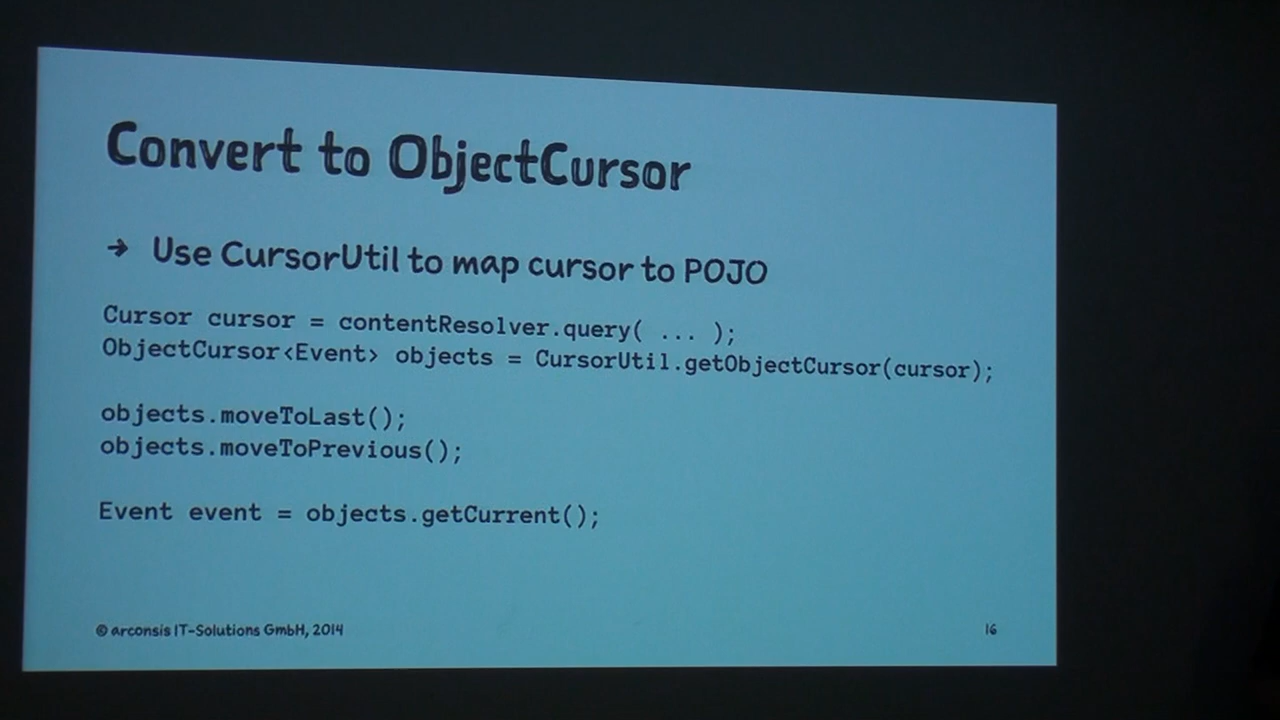 Convert to ObjectCursor
→ Use CursorUtil to map cursor to POJO
Cursor cursor = contentResolver.query( ... );
ObjectCursor<Event> objects = CursorUtil.getObjectCursor(cursor);
objects.moveToLast();
objects.moveToPrevious();
Event event = objects.getCurrent();
© arconsis IT-Solutions GmbH, 2014
16